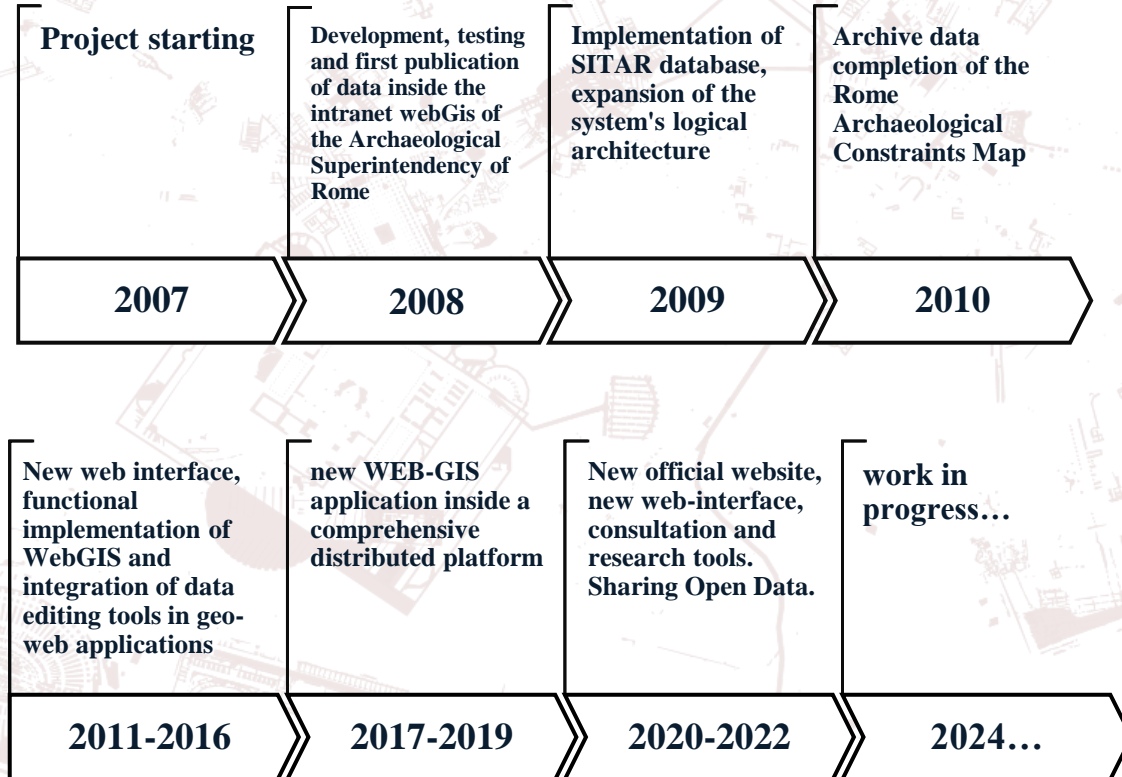 Project starting
Development, testing
and first publication
of data inside the
intranet webGis of
the Archaeological
Superintendency of
Rome
Implementation of
SITAR database,
expansion of the
system's logical
architecture
Archive data
completion of the
Rome
Archaeological
Constraints Map
2007
2008
2009
2010
New web interface,
functional
implementation of
WebGIS and
integration of data
editing tools in geo-
web applications
new WEB-GIS
application inside a
comprehensive
distributed platform
New official website,
new web-interface,
consultation and
research tools.
Sharing Open Data.
work in
progress…
2011-2016
2017-2019
2020-2022
2024…